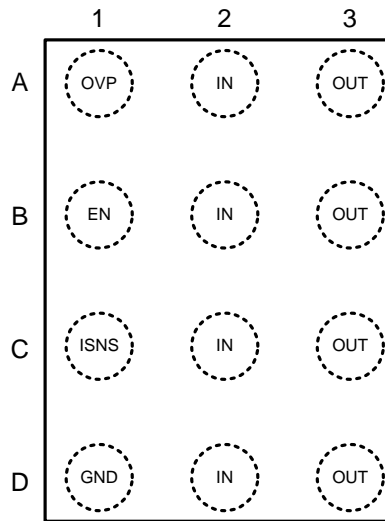 1 2 3
A OVP IN OUT
B EN IN OUT
C ISNS IN OUT
D GND IN OUT